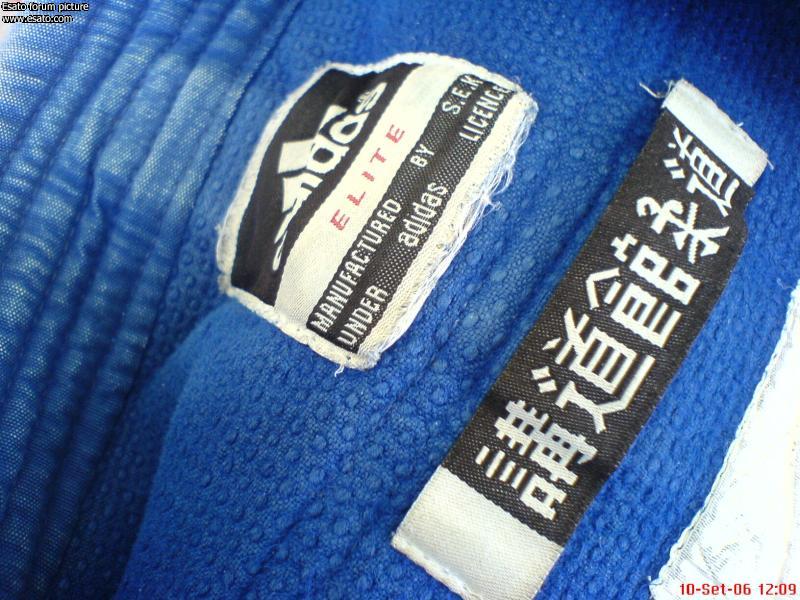 Esato forum picture
www.esato.com
adidas
ELITE
MANUFACTURED BY S.E.K
UNDER adidas LICENCE
講道館柔道
10-Set-06 12:09